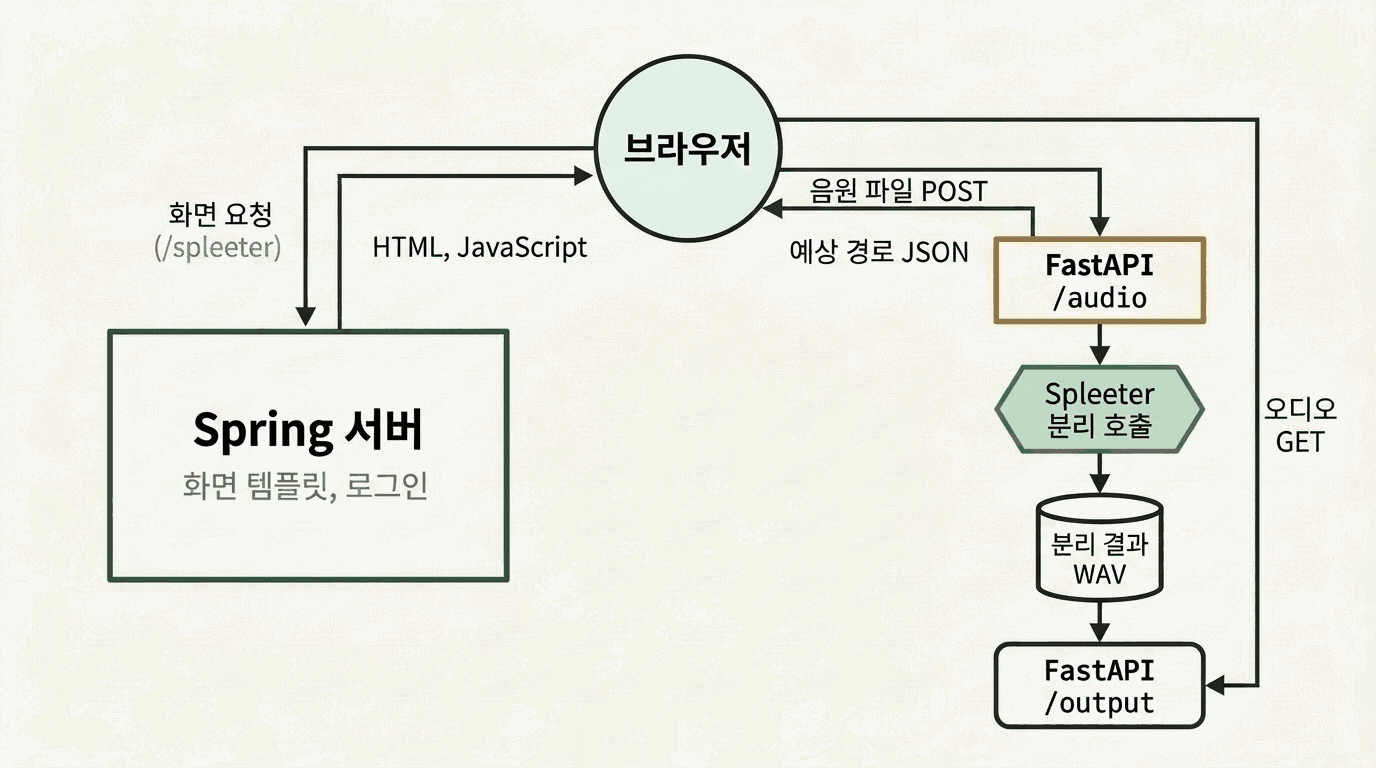 브라우저
화면 요청
(/spleeter)
HTML, JavaScript
음원 파일 POST
예상 경로 JSON
FastAPI
/audio
Spring 서버
화면 템플릿, 로그인
Spleeter
분리 호출
오디오
GET
분리 결과
WAV
FastAPI
/output